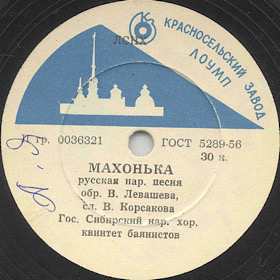 ЛСНХ
КРАСНОСЕЛЬСКИЙ ЗАВОД
ЛОУМП
II гр. 0036321 ГОСТ 5289-56
30 к.
МАХОНЬКА
русская нар. песня
обр. В. Левашева,
сл. В. Корсакова
Гос. Сибирский нар. хор,
квинтет баянистов